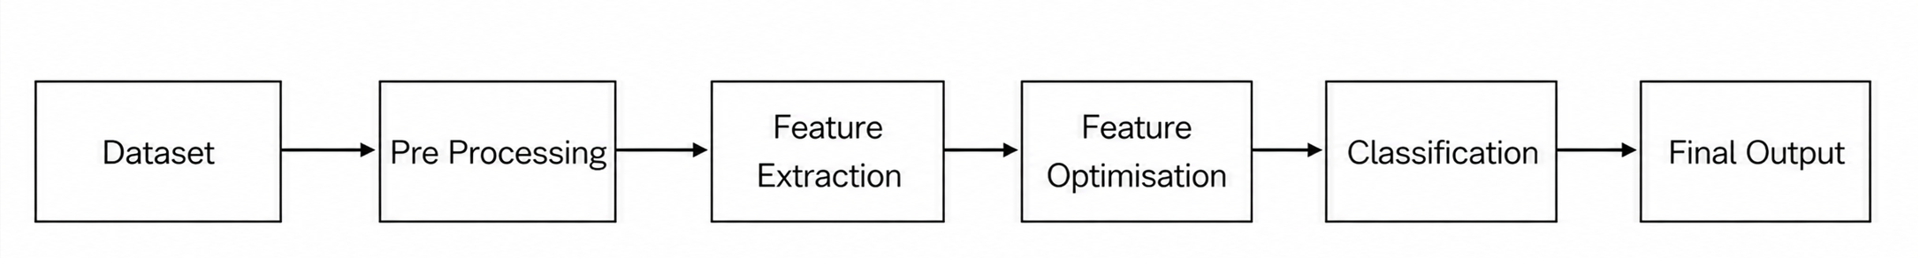 Dataset
Pre Processing
Feature
Extraction
Feature
Optimisation
Classification
Final Output